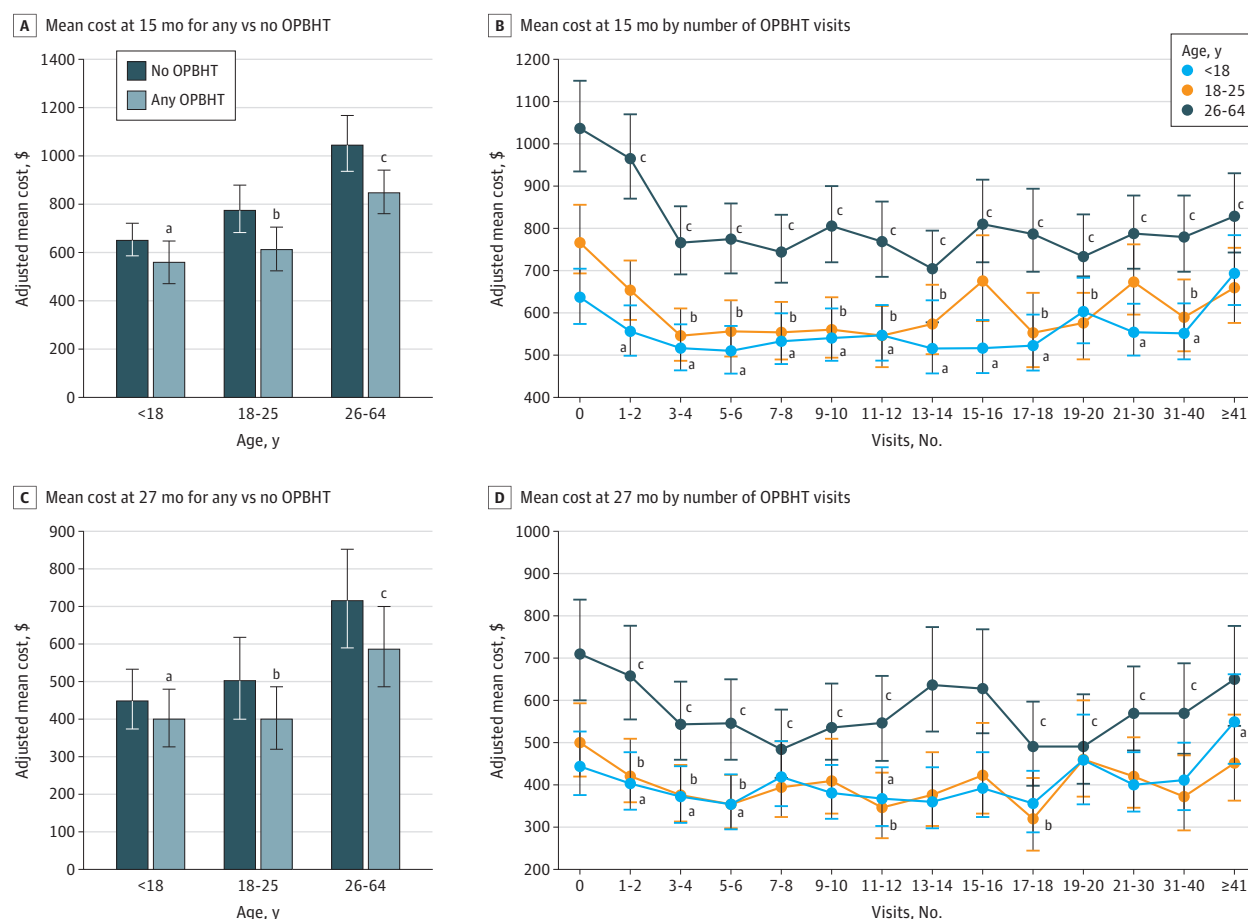 A Mean cost at 15 mo for any vs no OPBHT
1400
1200
1000
800
600
400
200
0
Adjusted mean cost, $
No OPBHT
Any OPBHT
a
b
c
<18
18-25
26-64
Age, y
B Mean cost at 15 mo by number of OPBHT visits
1200
1100
1000
900
800
700
600
500
400
Adjusted mean cost, $
Age, y
<18
18-25
26-64
c c c c c c c c c c c c c
b b b b b b b b b
a a a a a a a a a a a
0 1-2 3-4 5-6 7-8 9-10 11-12 13-14 15-16 17-18 19-20 21-30 31-40 ≥41
Visits, No.
C Mean cost at 27 mo for any vs no OPBHT
900
800
700
600
500
400
300
200
100
0
Adjusted mean cost, $
a
b
c
<18
18-25
26-64
Age, y
D Mean cost at 27 mo by number of OPBHT visits
1000
900
800
700
600
500
400
300
200
Adjusted mean cost, $
c c c c c c c c c c
b b b b b
a a a a a
0 1-2 3-4 5-6 7-8 9-10 11-12 13-14 15-16 17-18 19-20 21-30 31-40 ≥41
Visits, No.